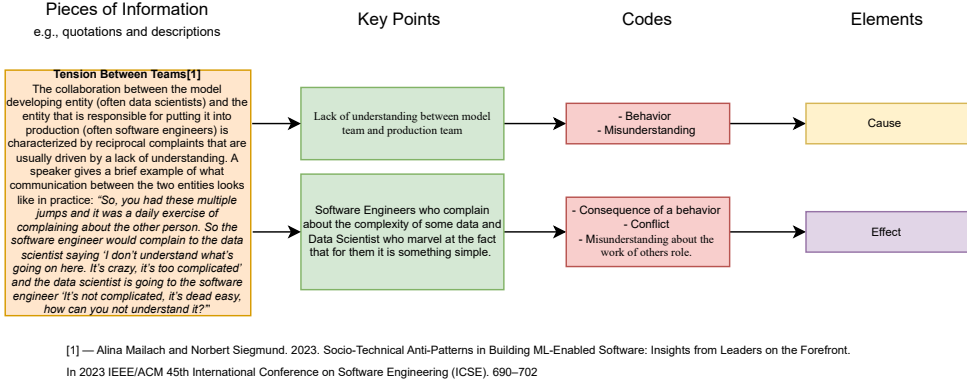 Pieces of Information
e.g., quotations and descriptions
Key Points
Codes
Elements
Tension Between Teams[1]
The collaboration between the model
developing entity (often data scientists) and the
entity that is responsible for putting it into
production (often software engineers) is
characterized by reciprocal complaints that are
usually driven by a lack of understanding. A
speaker gives a brief example of what
communication between the two entities looks
like in practice: “So, you had these multiple
jumps and it was a daily exercise of
complaining about the other person. So the
software engineer would complain to the data
scientist saying ‘I don’t understand what’s
going on here. It’s crazy, it’s too complicated’
and the data scientist is going to the software
engineer ‘It’s not complicated, it’s dead easy,
how can you not understand it?’”
Lack of understanding between model
team and production team
- Behavior
- Misunderstanding
Cause
Software Engineers who complain
about the complexity of some data and
Data Scientist who marvel at the fact
that for them it is something simple.
- Consequence of a behavior
- Conflict
- Misunderstanding about the
work of others role.
Effect
[1] — Alina Mailach and Norbert Siegmund. 2023. Socio-Technical Anti-Patterns in Building ML-Enabled Software: Insights from Leaders on the Forefront.
In 2023 IEEE/ACM 45th International Conference on Software Engineering (ICSE). 690–702